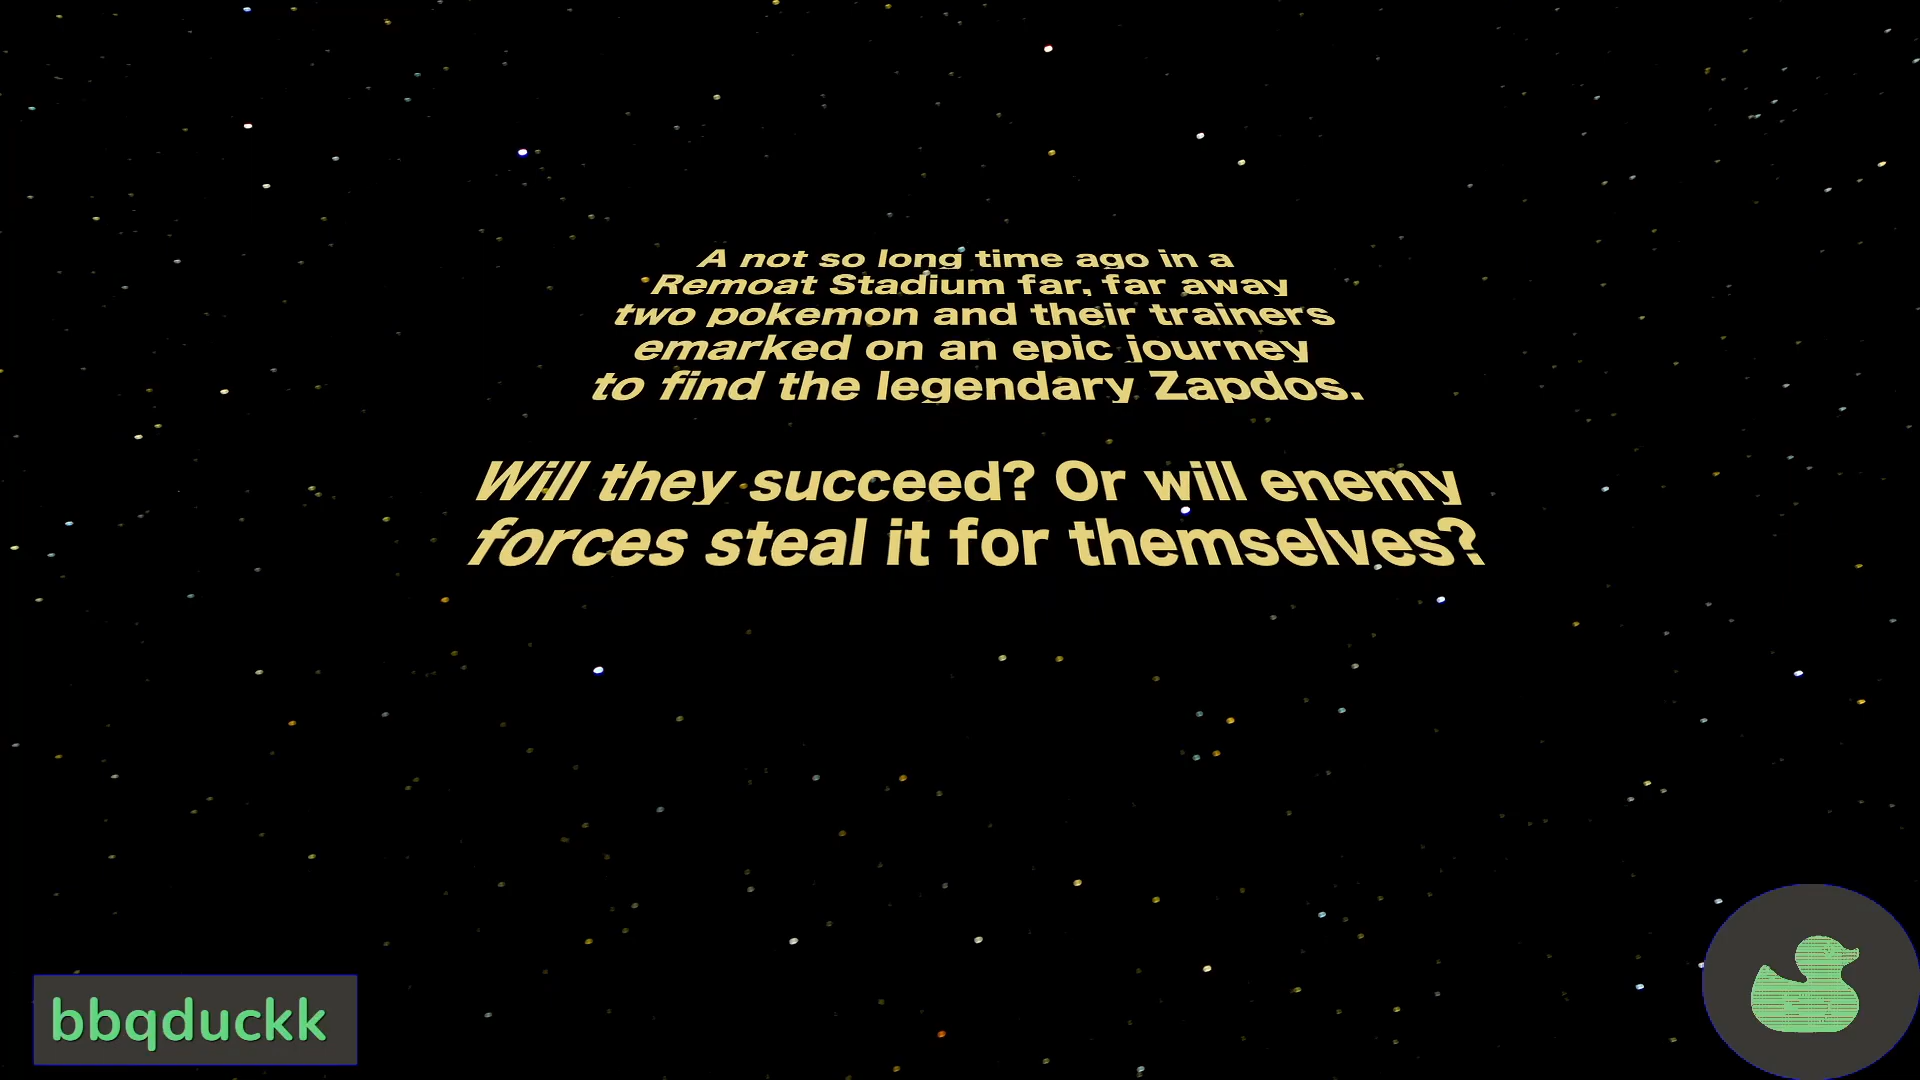 A not so long time ago in a
Remoat Stadium far, far away
two pokemon and their trainers
emarked on an epic journey
to find the legendary Zapdos.
Will they succeed? Or will enemy
forces steal it for themselves?
bbqduckk